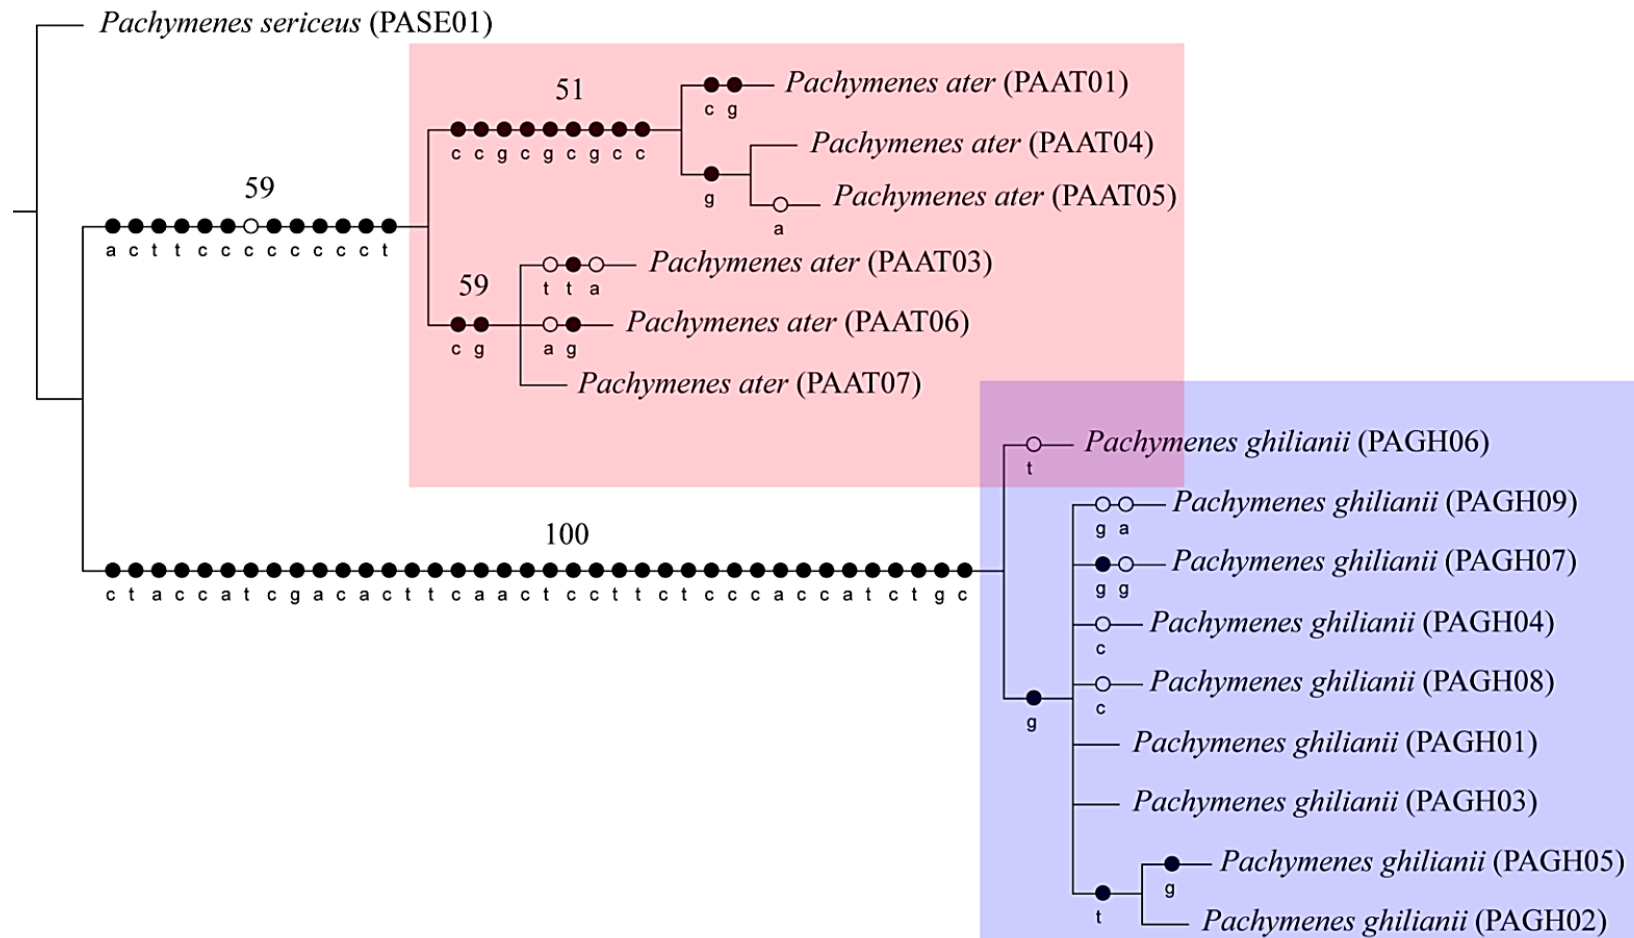 Pachymenes sericeus (PASE01)
51
Pachymenes ater (PAAT01)
c g
c c g c g c g c c
Pachymenes ater (PAAT04)
59
g
Pachymenes ater (PAAT05)
a
a c t t c c c c c c c c t
Pachymenes ater (PAAT03)
59
t t a
Pachymenes ater (PAAT06)
c g
a g
Pachymenes ater (PAAT07)
Pachymenes ghilianii (PAGH06)
t
Pachymenes ghilianii (PAGH09)
g a
100
Pachymenes ghilianii (PAGH07)
g g
c t a c c a t c g a c a c t t c a a c t c c t t c t c c c a c c a t c t g c
Pachymenes ghilianii (PAGH04)
c
Pachymenes ghilianii (PAGH08)
c
g
Pachymenes ghilianii (PAGH01)
Pachymenes ghilianii (PAGH03)
Pachymenes ghilianii (PAGH05)
g
t
Pachymenes ghilianii (PAGH02)